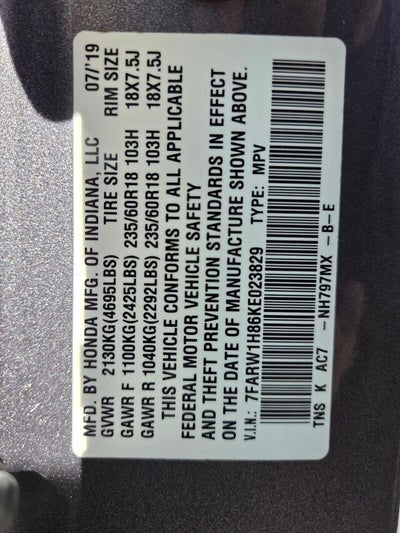 MFD. BY HONDA MFG. OF INDIANA, LLC 07/'19
GVWR 2130KG(4695LBS) TIRE SIZE RIM SIZE
GAWR F 1100KG(2425LBS) 235/60R18 103H 18X7.5J
GAWR R 1040KG(2292LBS) 235/60R18 103H 18X7.5J
THIS VEHICLE CONFORMS TO ALL APPLICABLE
FEDERAL MOTOR VEHICLE SAFETY
AND THEFT PREVENTION STANDARDS IN EFFECT
ON THE DATE OF MANUFACTURE SHOWN ABOVE.
V.I.N.: 7FARW1H86KE023829 TYPE: MPV
TNS K AC7 -NH797MX -B-E